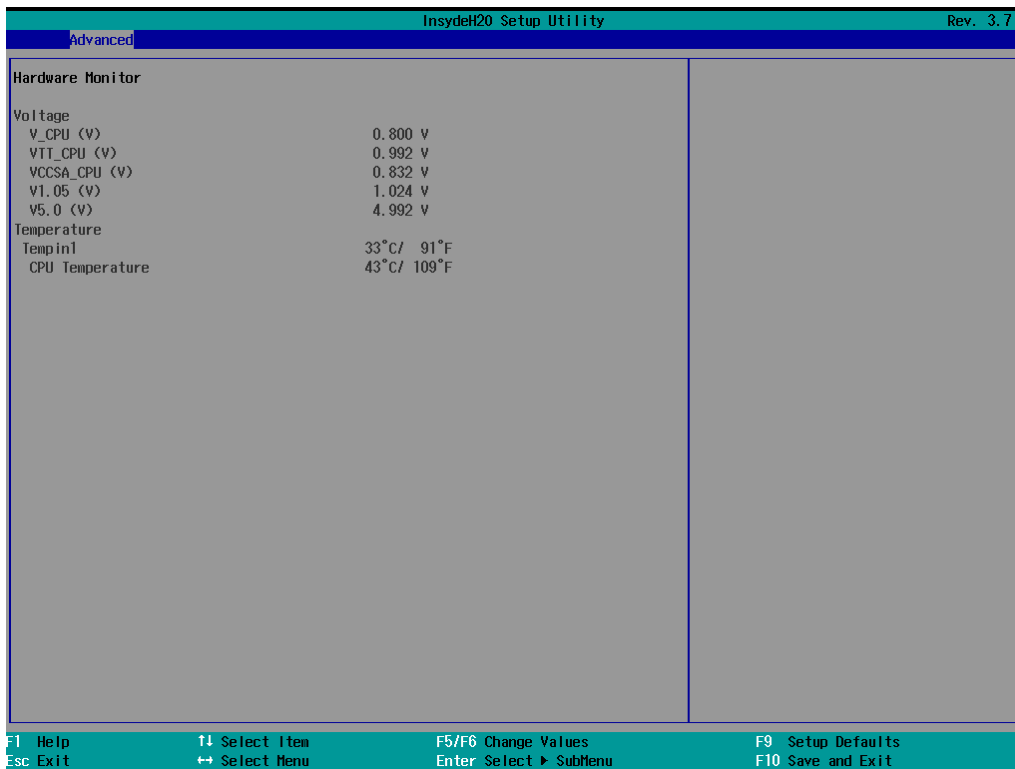 InsydeH20 Setup Utility Rev. 3.7
Advanced
Hardware Monitor
Voltage
V_CPU (V) 0.800 V
VTT_CPU (V) 0.992 V
VCCSA_CPU (V) 0.832 V
V1.05 (V) 1.024 V
V5.0 (V) 4.992 V
Temperature
Tempin1 33°C/ 91°F
CPU Temperature 43°C/ 109°F
F1 Help ↑↓ Select Item F5/F6 Change Values F9 Setup Defaults
Esc Exit ↔ Select Menu Enter Select ▶ SubMenu F10 Save and Exit